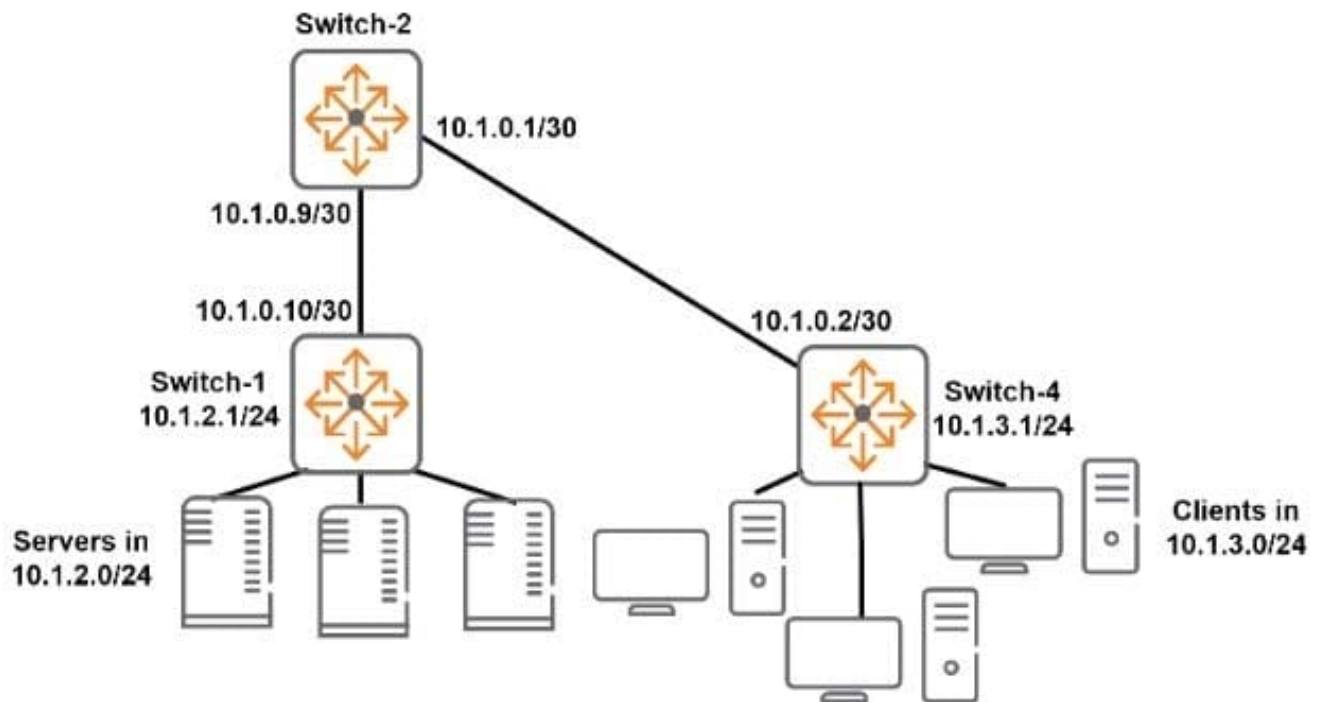 Switch-2
10.1.0.1/30
10.1.0.9/30
10.1.0.10/30
10.1.0.2/30
Switch-1
10.1.2.1/24
Switch-4
10.1.3.1/24
Servers in
10.1.2.0/24
Clients in
10.1.3.0/24